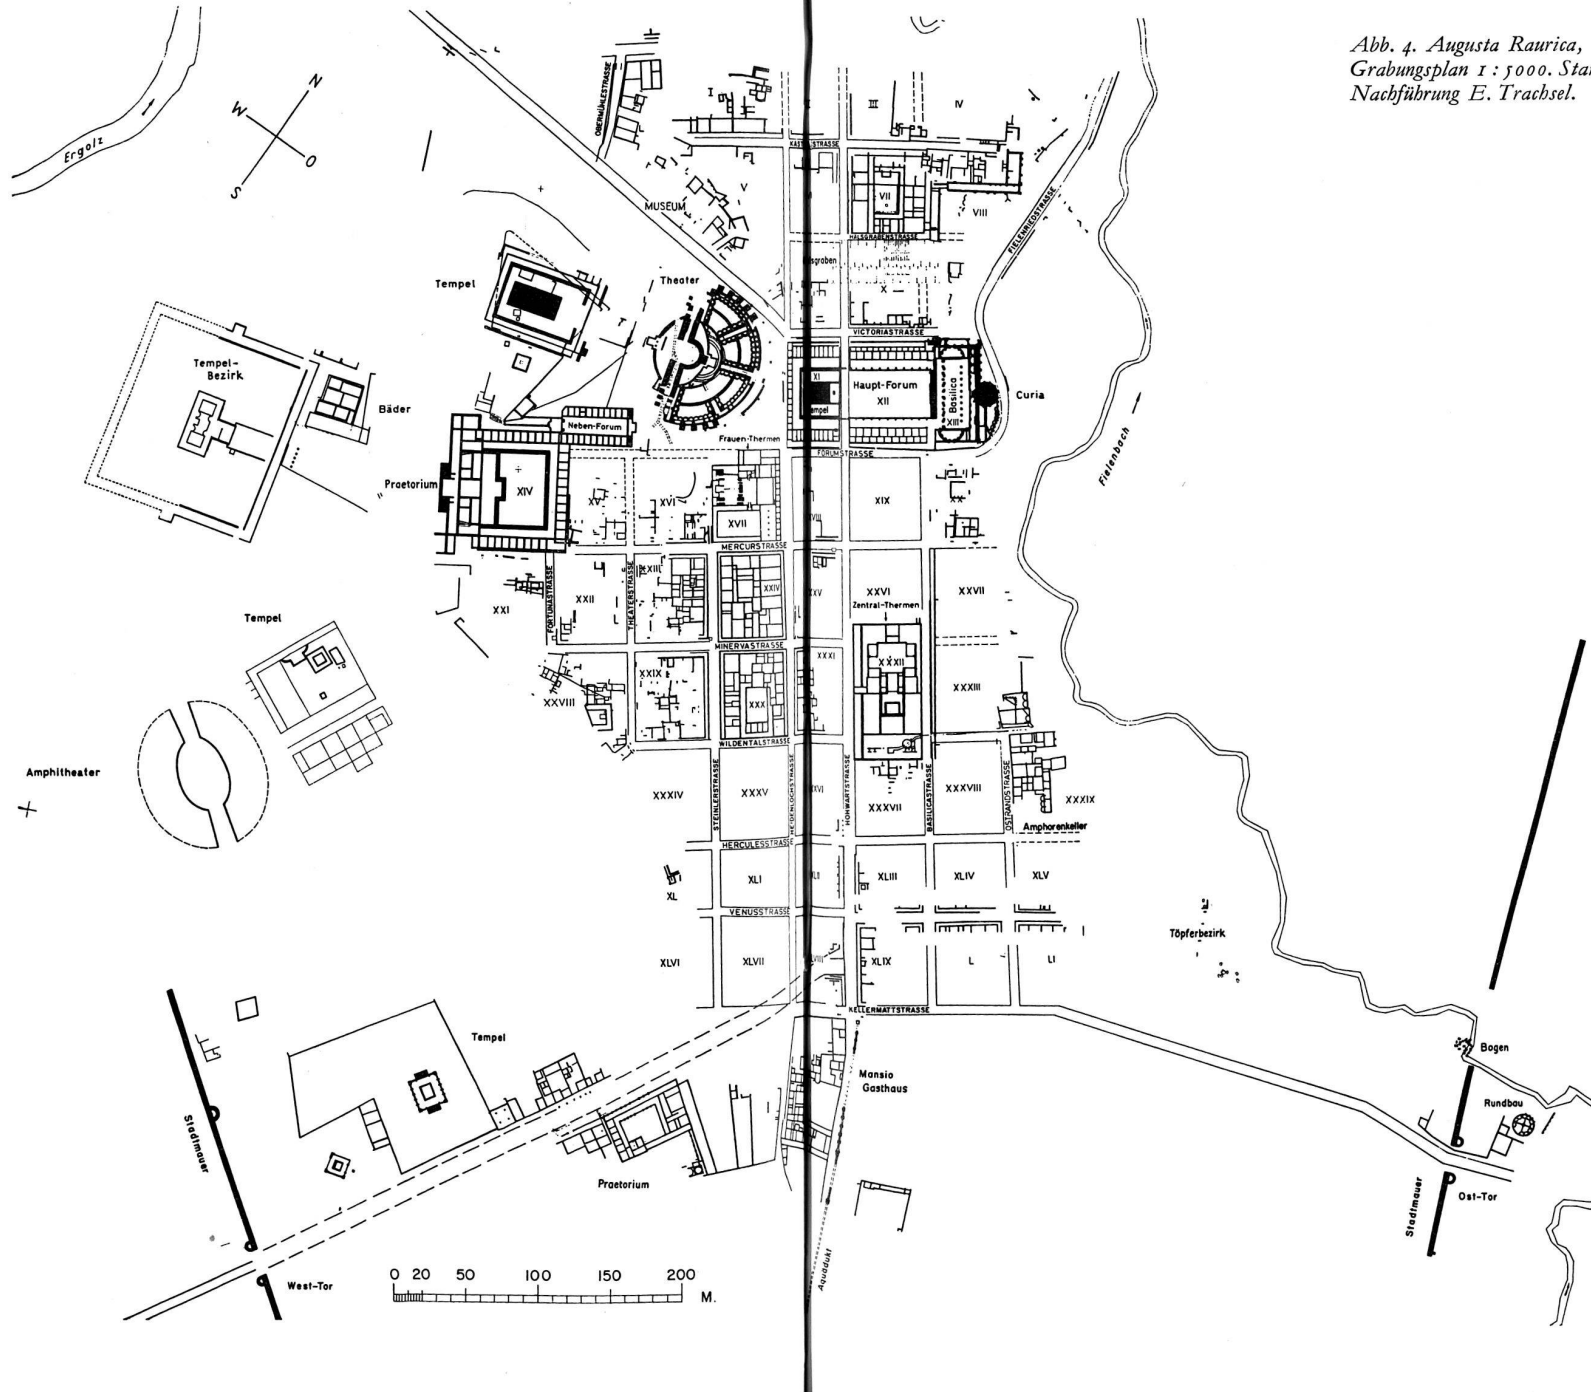 Abb. 4. Augusta Raurica,
Grabungsplan 1 : 5000. Sta
Nachführung E. Trachsel.
Ergolz
N
W
O
S
OBERMÜHLESTRASSE
I
III
IV
V
MUSEUM
VII
VIII
HALSGRABENSTRASSE
FIELENRIEDSTRASSE
Tempel
Theater
X
VICTORIASTRASSE
Tempel-
Bezirk
Bäder
Neben-Forum
XI
Haupt-Forum
XII
Basilica
XIII
Curia
Fielenbach
Frauen-Thermen
FORUMSTRASSE
Praetorium
XIV
XV
XVI
XVII
XIX
XX
MERCURSTRASSE
XXI
FORTUNASTRASSE
XXII
THEATERSTRASSE
XXIII
XXIV
XXVI
Zentral-Thermen
XXVII
MINERVASTRASSE
Tempel
XXVIII
XXIX
XXX
XXXI
XXXII
XXXIII
WILDENTALSTRASSE
Amphitheater
XXXIV
STEINLERSTRASSE
XXXV
HEIDENLOCHSTRASSE
HOHWARTSTRASSE
XXXVII
BASILICASTRASSE
XXXVIII
OSTRANDSTRASSE
XXXIX
Amphorenkeller
HERCULESSTRASSE
XL
XLI
XLIII
XLIV
XLV
VENUSSTRASSE
Töpferbezirk
XLVI
XLVII
XLIX
L
LI
KELLERMATTSTRASSE
Tempel
Bogen
Mansio
Gasthaus
Rundbau
Stadtmauer
Praetorium
Stadtmauer
Ost-Tor
West-Tor
Aquädukt
0 20 50 100 150 200
M.